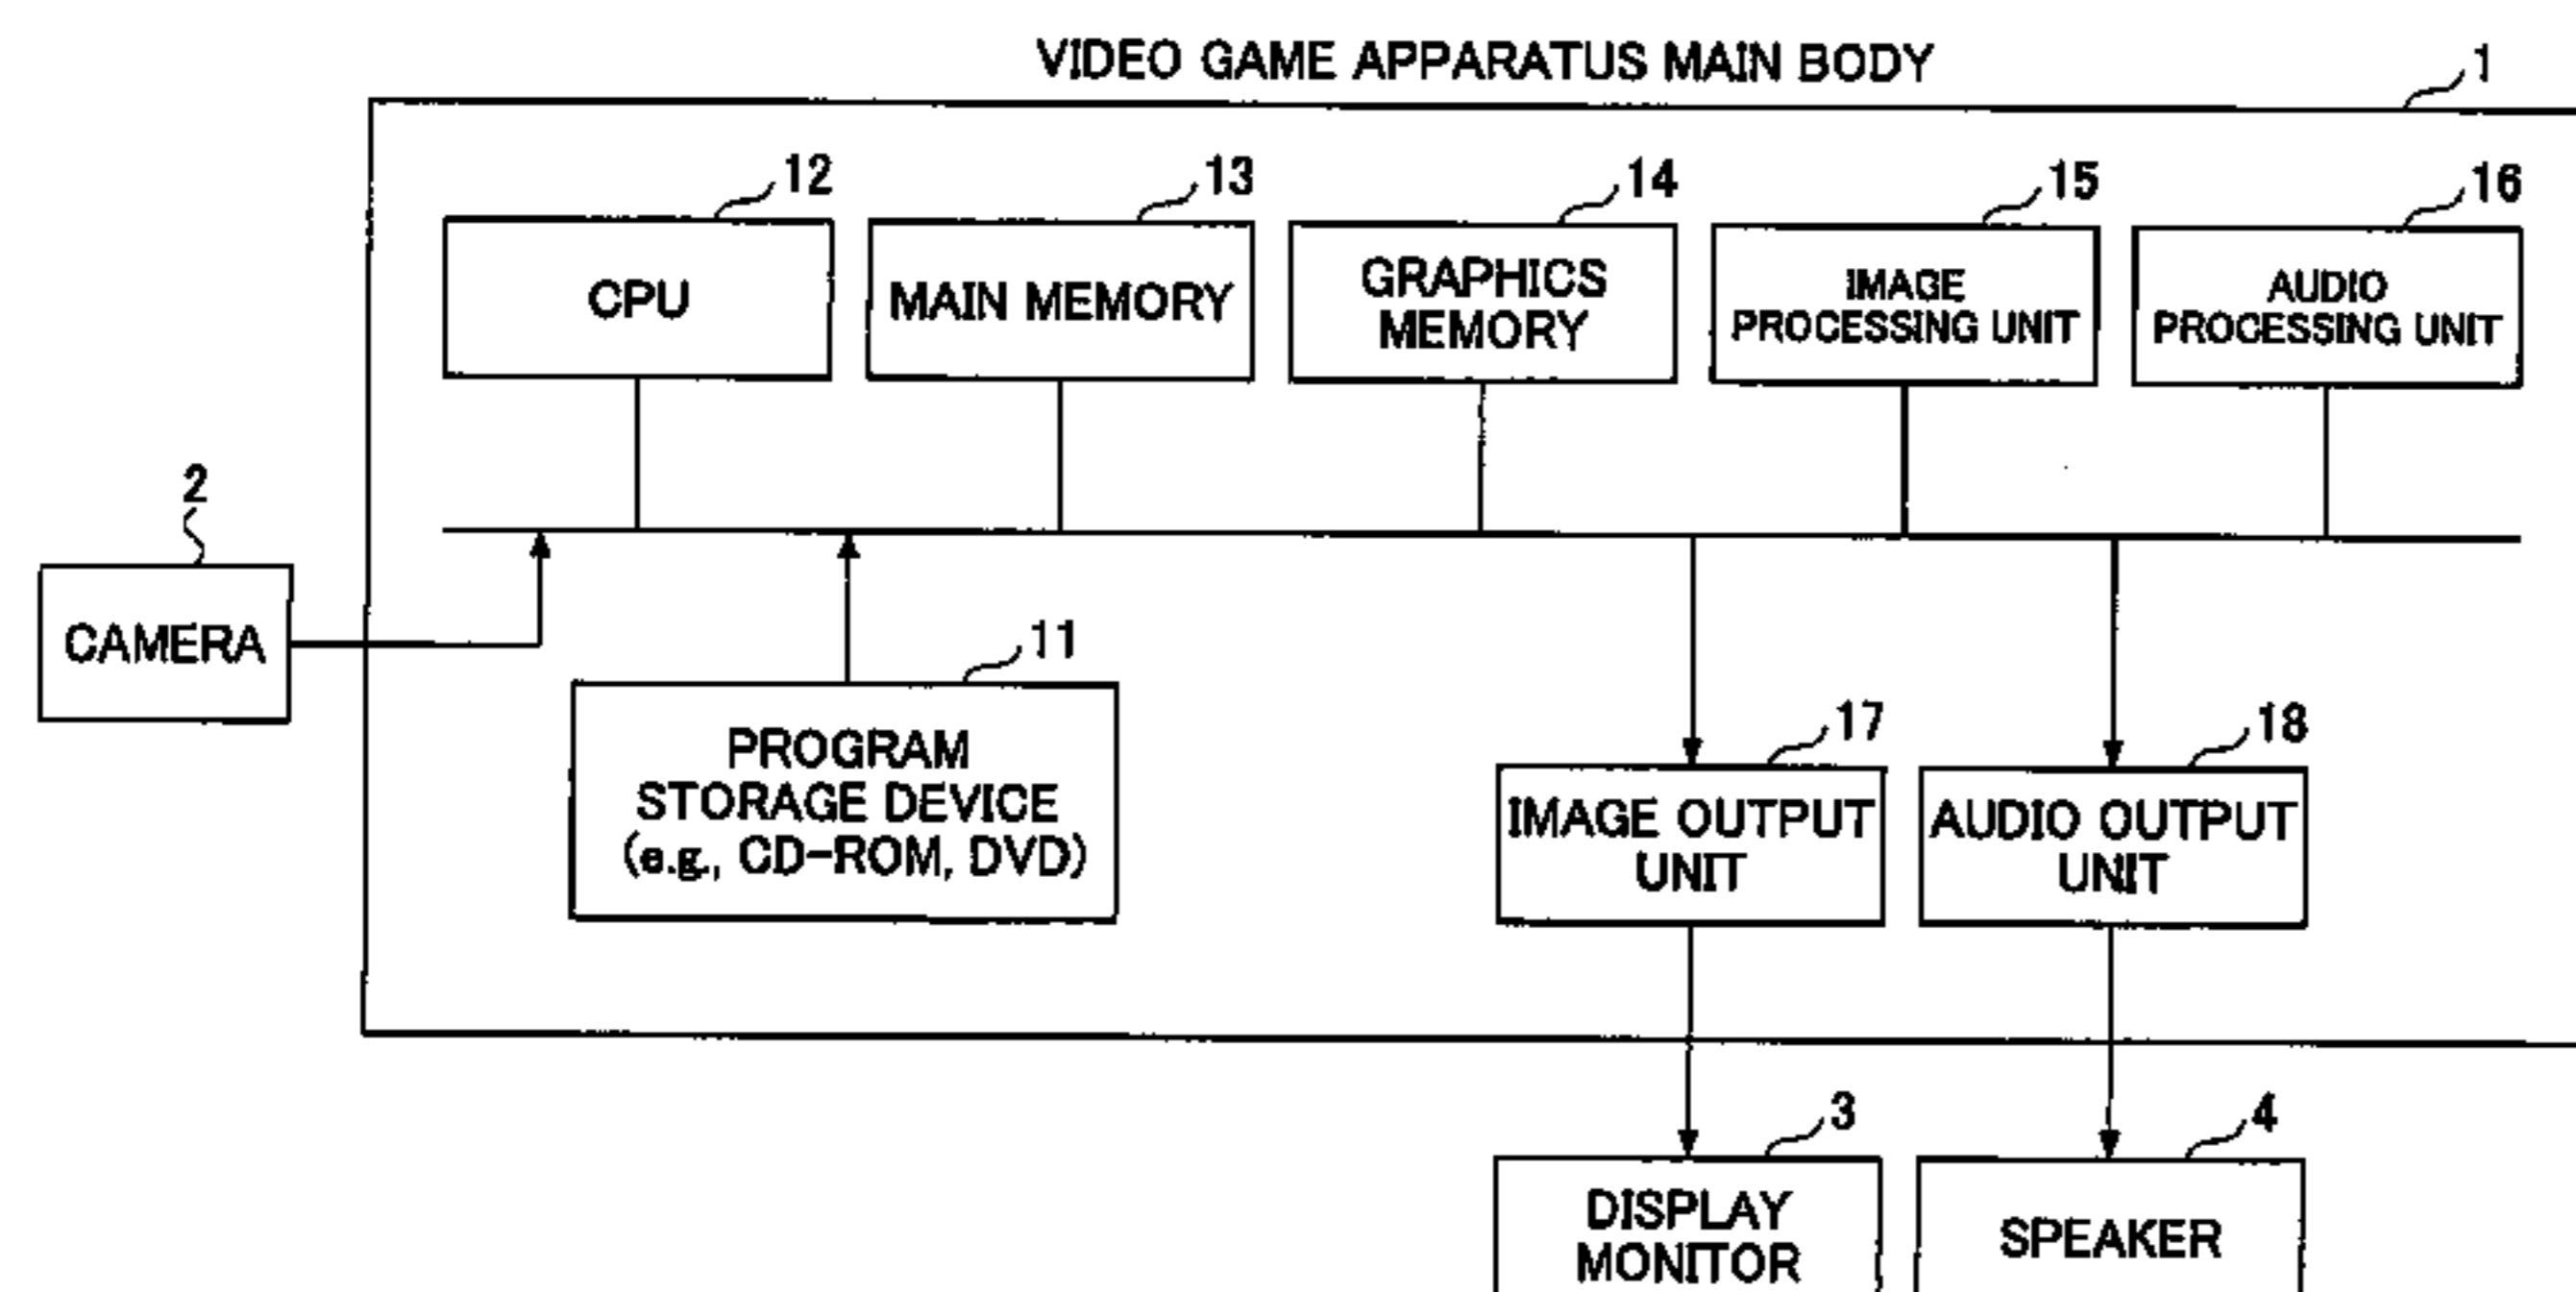 VIDEO GAME APPARATUS MAIN BODY
1
12
13
14
15
16
CPU
MAIN MEMORY
GRAPHICS
MEMORY
IMAGE
PROCESSING UNIT
AUDIO
PROCESSING UNIT
2
CAMERA
11
PROGRAM
STORAGE DEVICE
(e.g., CD-ROM, DVD)
17
18
IMAGE OUTPUT
UNIT
AUDIO OUTPUT
UNIT
3
4
DISPLAY
MONITOR
SPEAKER